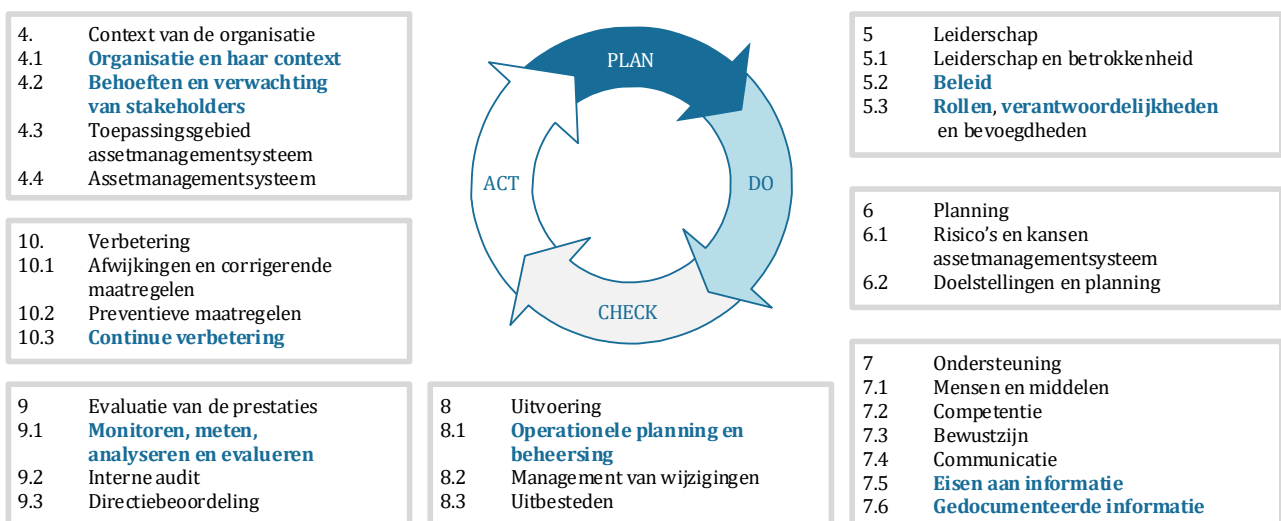 4. Context van de organisatie
4.1 Organisatie en haar context
4.2 Behoeften en verwachting
van stakeholders
4.3 Toepassingsgebied
assetmanagementsysteem
4.4 Assetmanagementsysteem
10. Verbetering
10.1 Afwijkingen en corrigerende
maatregelen
10.2 Preventieve maatregelen
10.3 Continue verbetering
9 Evaluatie van de prestaties
9.1 Monitoren, meten,
analyseren en evalueren
9.2 Interne audit
9.3 Directiebeoordeling
PLAN
DO
CHECK
ACT
8 Uitvoering
8.1 Operationele planning en
beheersing
8.2 Management van wijzigingen
8.3 Uitbesteden
5 Leiderschap
5.1 Leiderschap en betrokkenheid
5.2 Beleid
5.3 Rollen, verantwoordelijkheden
en bevoegdheden
6 Planning
6.1 Risico's en kansen
assetmanagementsysteem
6.2 Doelstellingen en planning
7 Ondersteuning
7.1 Mensen en middelen
7.2 Competentie
7.3 Bewustzijn
7.4 Communicatie
7.5 Eisen aan informatie
7.6 Gedocumenteerde informatie